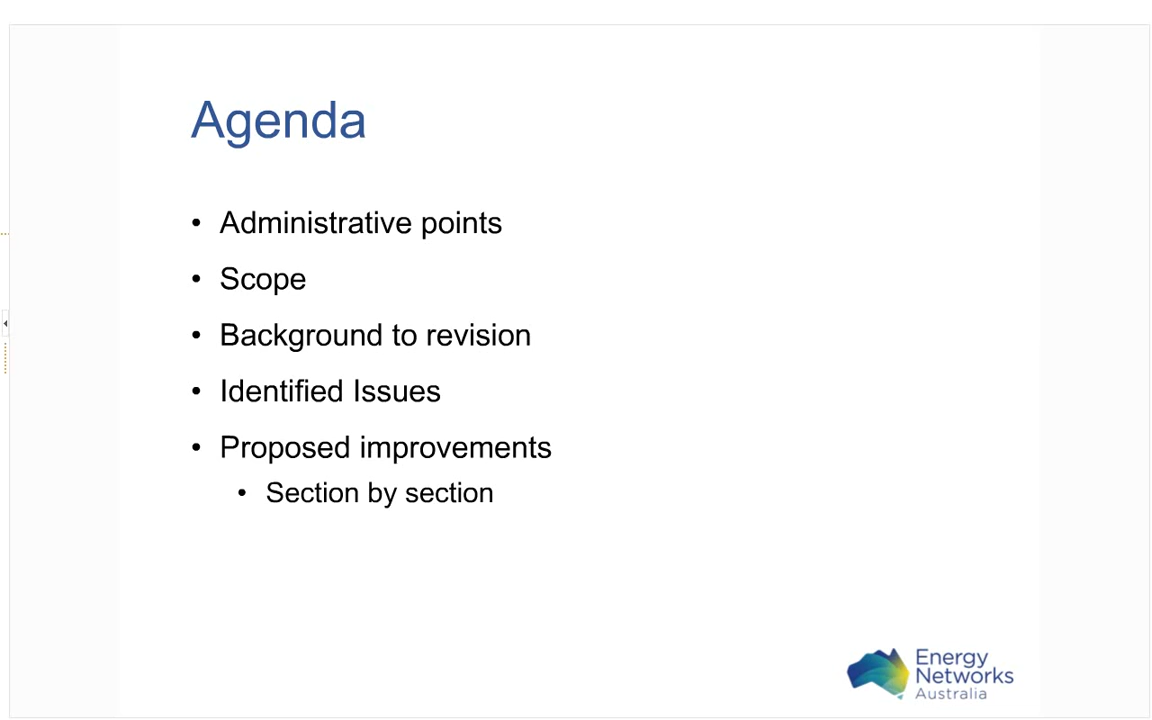 Agenda
• Administrative points
• Scope
• Background to revision
• Identified Issues
• Proposed improvements
• Section by section
Energy
Networks
Australia